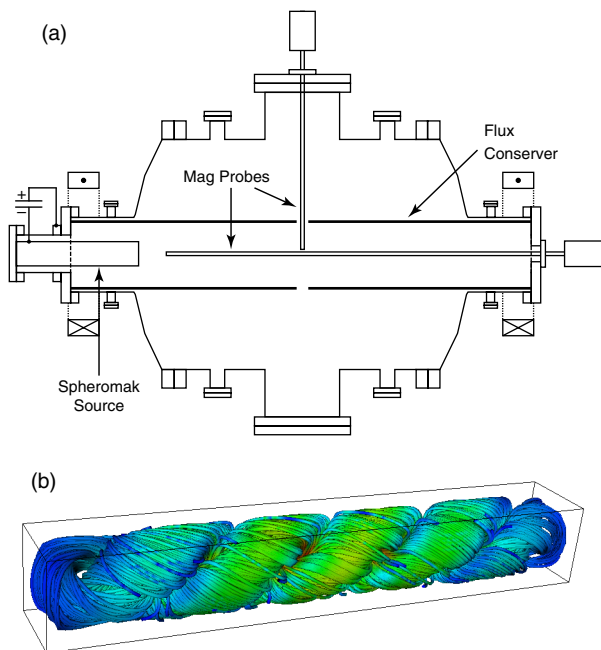 (a)
Flux
Conserver
Mag Probes
+
−
Spheromak
Source
(b)